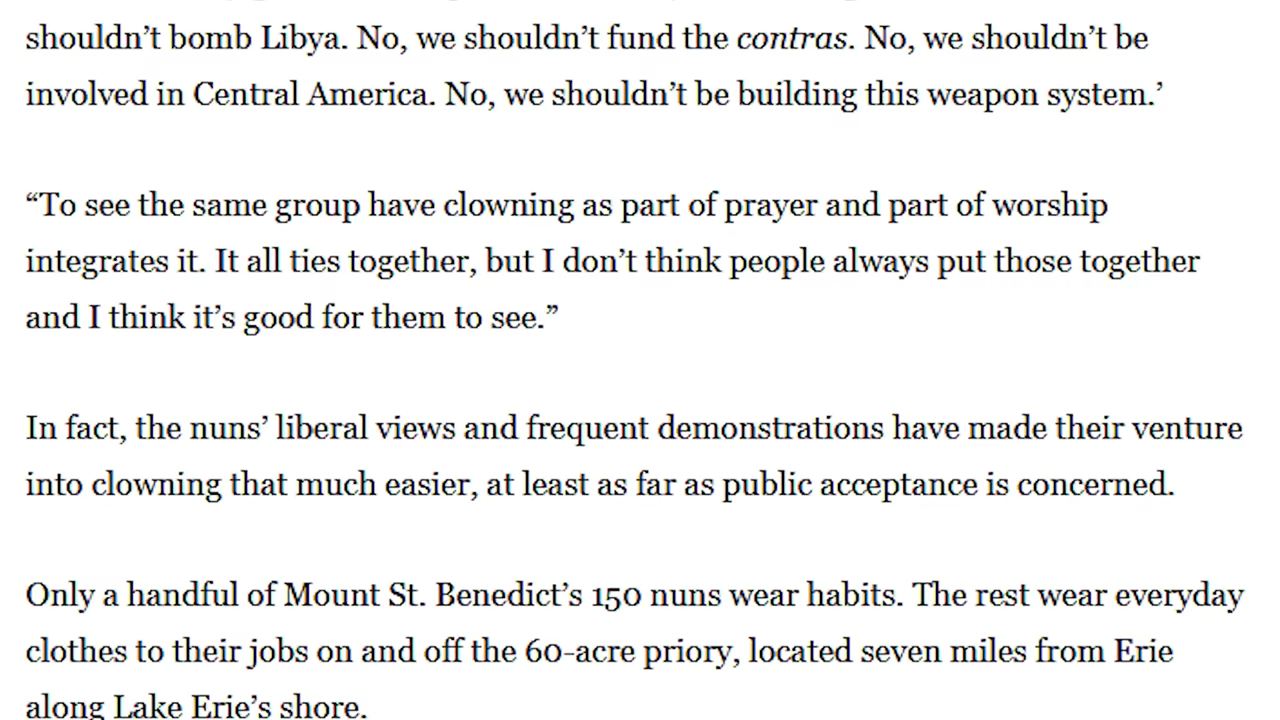 shouldn’t bomb Libya. No, we shouldn’t fund the contras. No, we shouldn’t be
involved in Central America. No, we shouldn’t be building this weapon system.’
“To see the same group have clowning as part of prayer and part of worship
integrates it. It all ties together, but I don’t think people always put those together
and I think it’s good for them to see.”
In fact, the nuns’ liberal views and frequent demonstrations have made their venture
into clowning that much easier, at least as far as public acceptance is concerned.
Only a handful of Mount St. Benedict’s 150 nuns wear habits. The rest wear everyday
clothes to their jobs on and off the 60-acre priory, located seven miles from Erie
along Lake Erie’s shore.